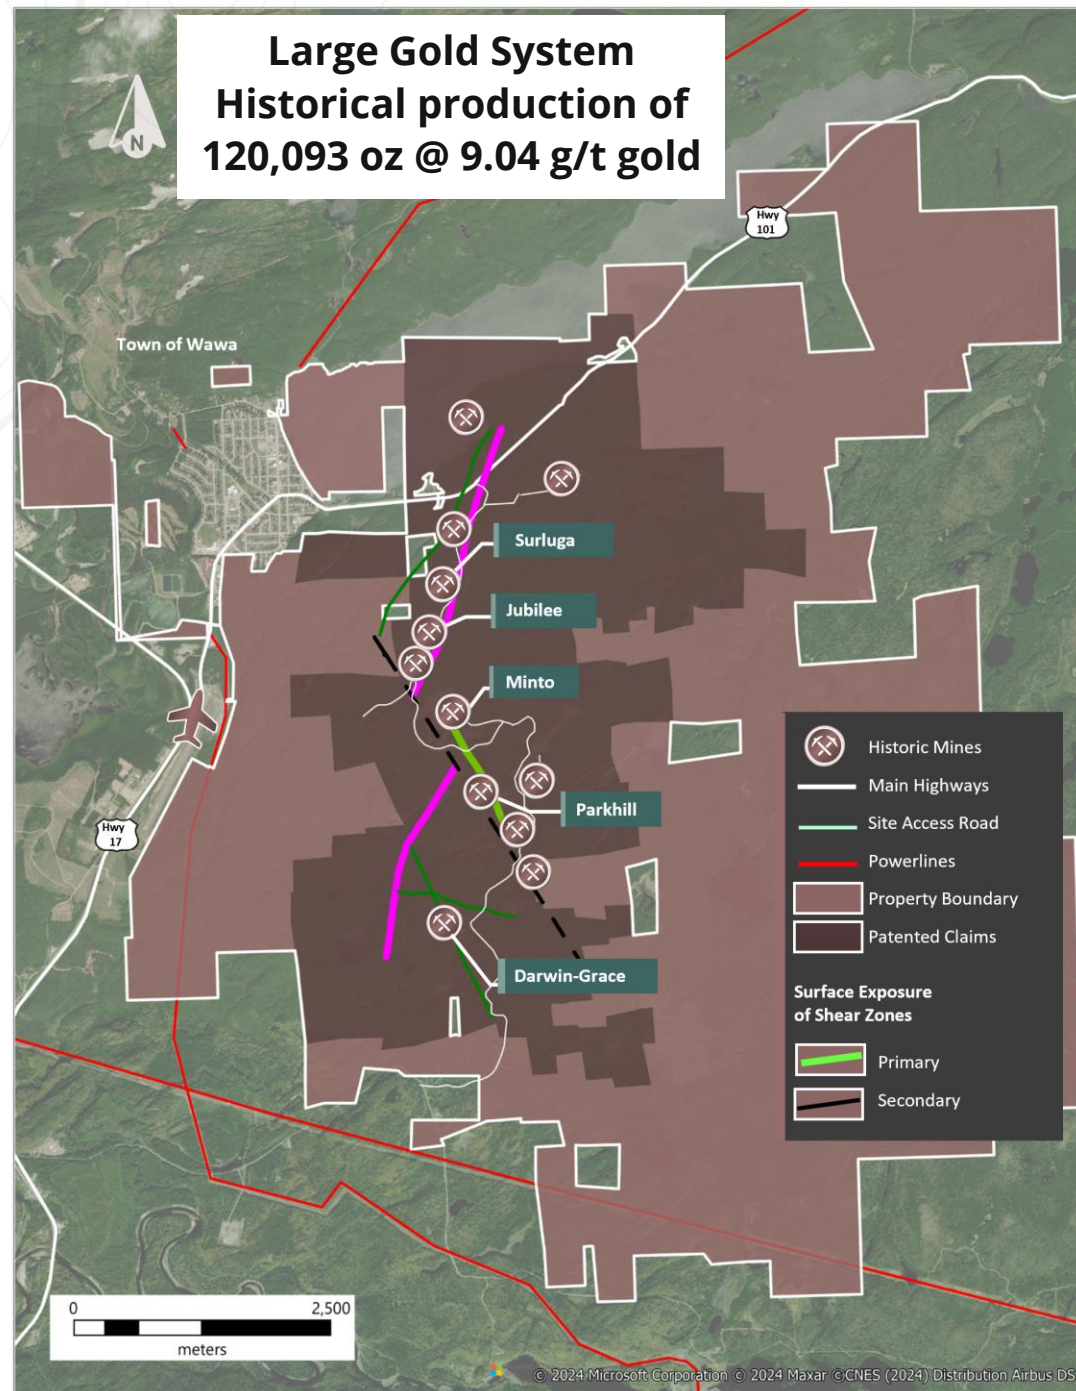 Large Gold System
Historical production of
120,093 oz @ 9.04 g/t gold
N
Hwy
101
Town of Wawa
Surluga
Jubilee
Minto
Parkhill
Hwy
17
Darwin-Grace
Historic Mines
Main Highways
Site Access Road
Powerlines
Property Boundary
Patented Claims
Surface Exposure
of Shear Zones
Primary
Secondary
0 2,500
meters
© 2024 Microsoft Corporation © 2024 Maxar ©CNES (2024) Distribution Airbus DS